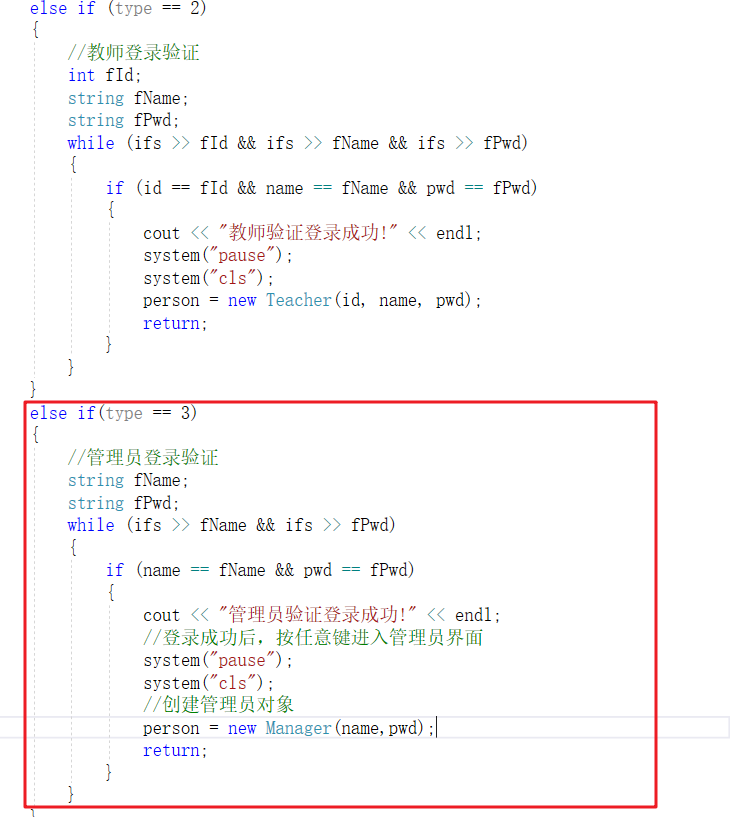 else if (type == 2)
{
//教师登录验证
int fId;
string fName;
string fPwd;
while (ifs >> fId && ifs >> fName && ifs >> fPwd)
{
if (id == fId && name == fName && pwd == fPwd)
{
cout << "教师验证登录成功!" << endl;
system("pause");
system("cls");
person = new Teacher(id, name, pwd);
return;
}
}
}
else if(type == 3)
{
//管理员登录验证
string fName;
string fPwd;
while (ifs >> fName && ifs >> fPwd)
{
if (name == fName && pwd == fPwd)
{
cout << "管理员验证登录成功!" << endl;
//登录成功后，按任意键进入管理员界面
system("pause");
system("cls");
//创建管理员对象
person = new Manager(name,pwd);
return;
}
}
}